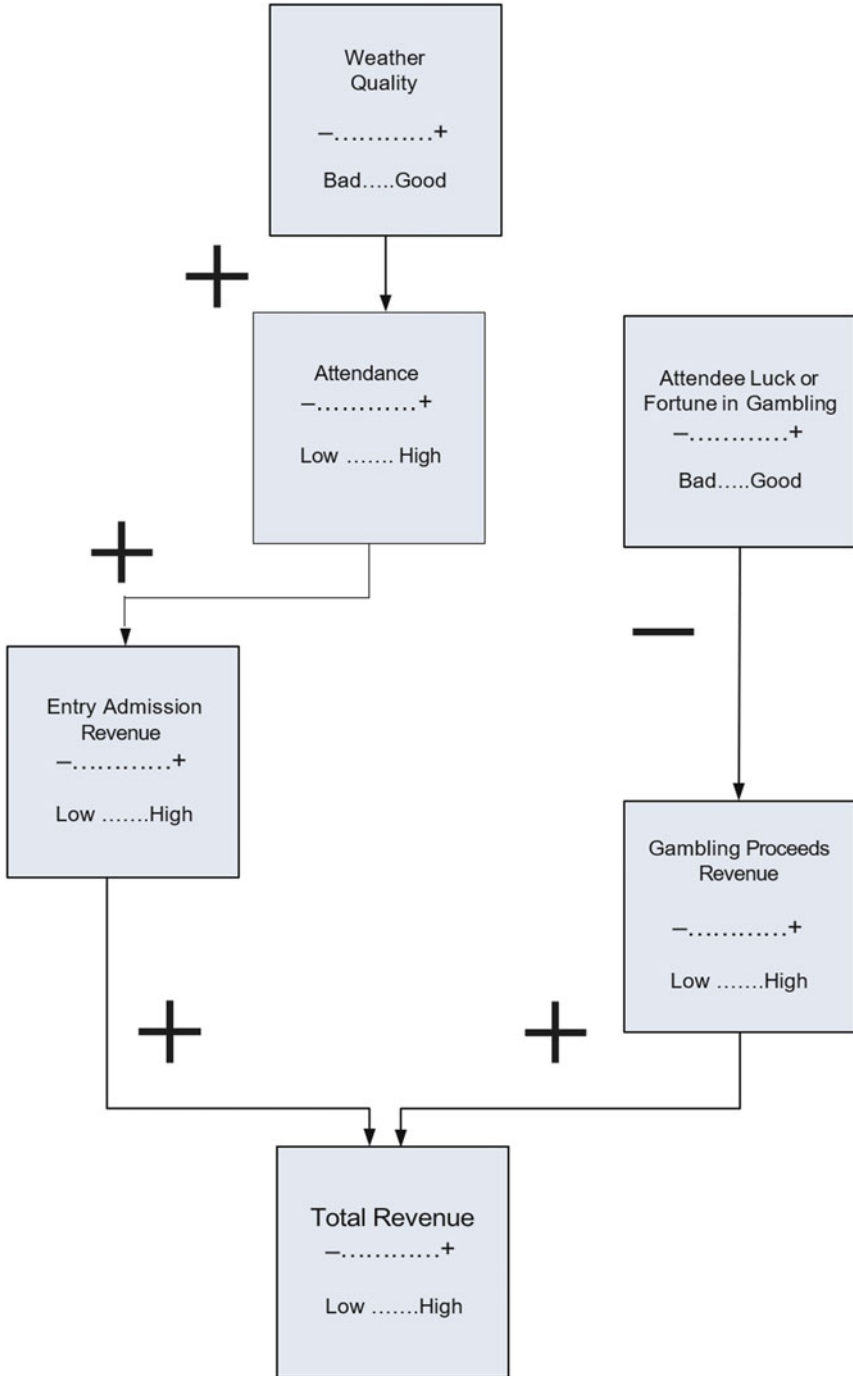 Weather
Quality
–…………+
Bad…..Good
+
Attendance
–…………+
Low ……. High
Attendee Luck or
Fortune in Gambling
–…………+
Bad…..Good
+
–
Entry Admission
Revenue
–…………+
Low …….High
Gambling Proceeds
Revenue
–…………+
Low …….High
+
+
Total Revenue
–…………+
Low …….High